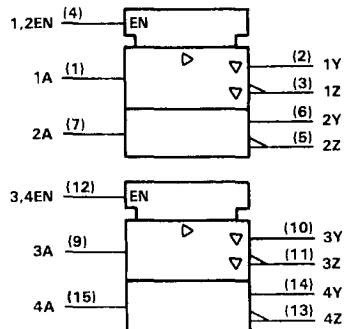 1,2EN (4) EN
1A (1) (2) 1Y
(3) 1Z
2A (7) (6) 2Y
(5) 2Z
3,4EN (12) EN
3A (9) (10) 3Y
(11) 3Z
4A (15) (14) 4Y
(13) 4Z